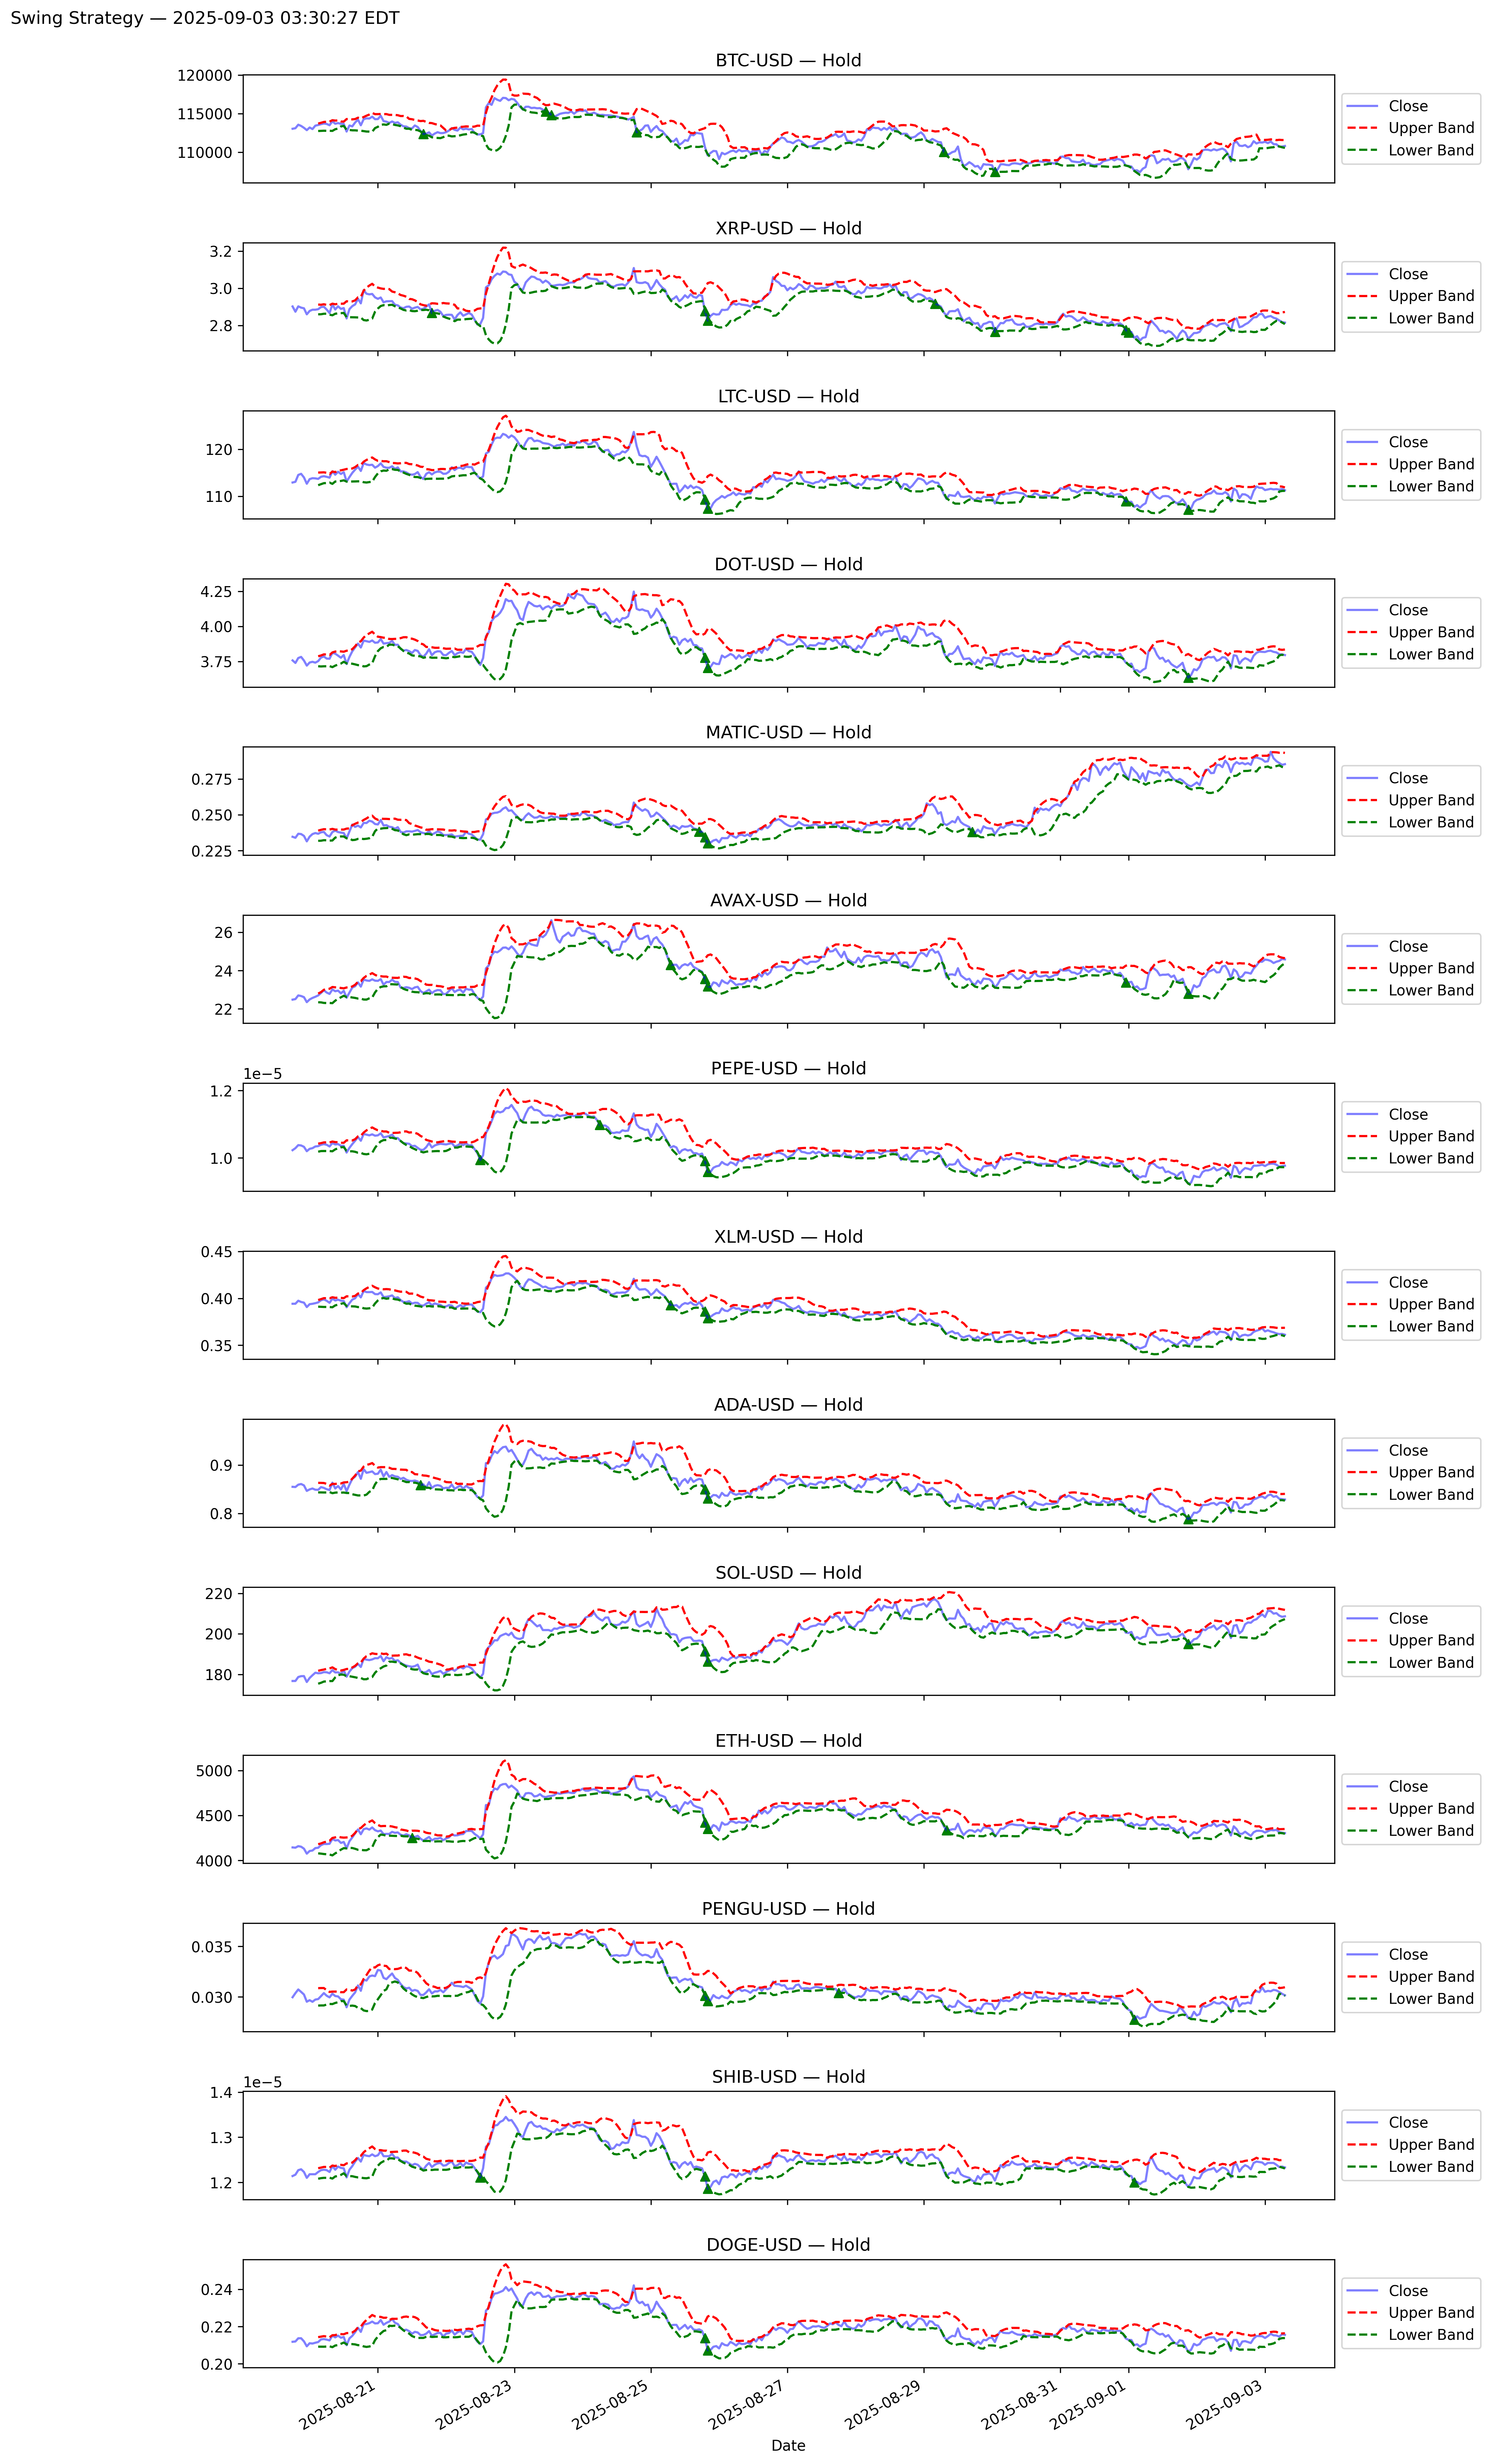 Swing Strategy — 2025-09-03 03:30:27 EDT
BTC-USD — Hold
120000
115000
110000
Close
Upper Band
Lower Band
XRP-USD — Hold
3.2
3.0
2.8
Close
Upper Band
Lower Band
LTC-USD — Hold
120
110
Close
Upper Band
Lower Band
DOT-USD — Hold
4.25
4.00
3.75
Close
Upper Band
Lower Band
MATIC-USD — Hold
0.275
0.250
0.225
Close
Upper Band
Lower Band
AVAX-USD — Hold
26
24
22
Close
Upper Band
Lower Band
PEPE-USD — Hold
1e−5
1.2
1.0
Close
Upper Band
Lower Band
XLM-USD — Hold
0.45
0.40
0.35
Close
Upper Band
Lower Band
ADA-USD — Hold
0.9
0.8
Close
Upper Band
Lower Band
SOL-USD — Hold
220
200
180
Close
Upper Band
Lower Band
ETH-USD — Hold
5000
4500
4000
Close
Upper Band
Lower Band
PENGU-USD — Hold
0.035
0.030
Close
Upper Band
Lower Band
SHIB-USD — Hold
1e−5
1.4
1.3
1.2
Close
Upper Band
Lower Band
DOGE-USD — Hold
0.24
0.22
0.20
Close
Upper Band
Lower Band
2025-08-21
2025-08-23
2025-08-25
2025-08-27
2025-08-29
2025-08-31
2025-09-01
2025-09-03
Date